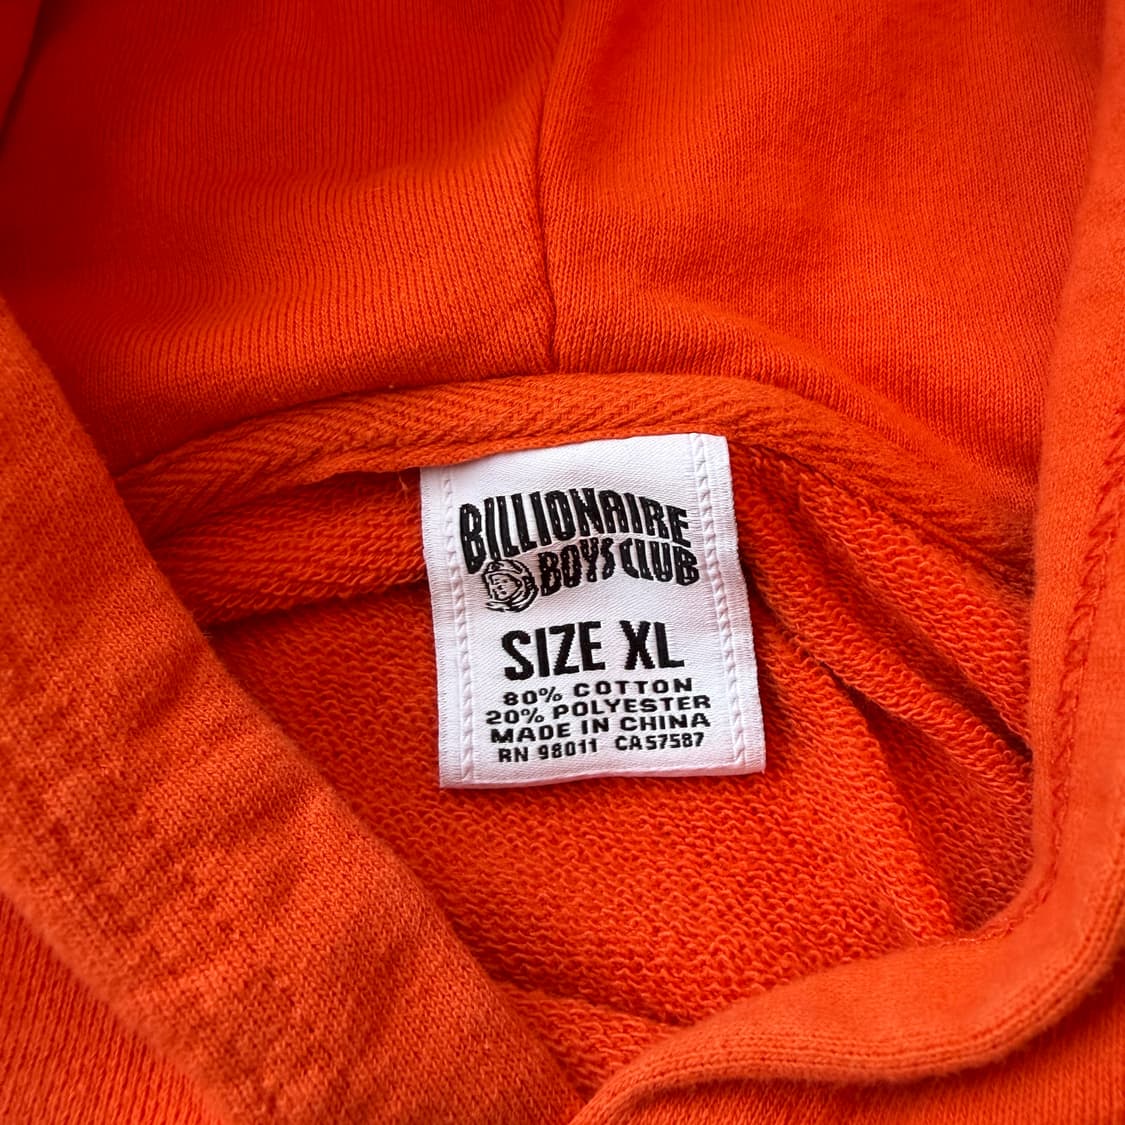 BILLIONAIRE
BOYS CLUB
SIZE XL
80% COTTON
20% POLYESTER
MADE IN CHINA
RN 98011 CA57587